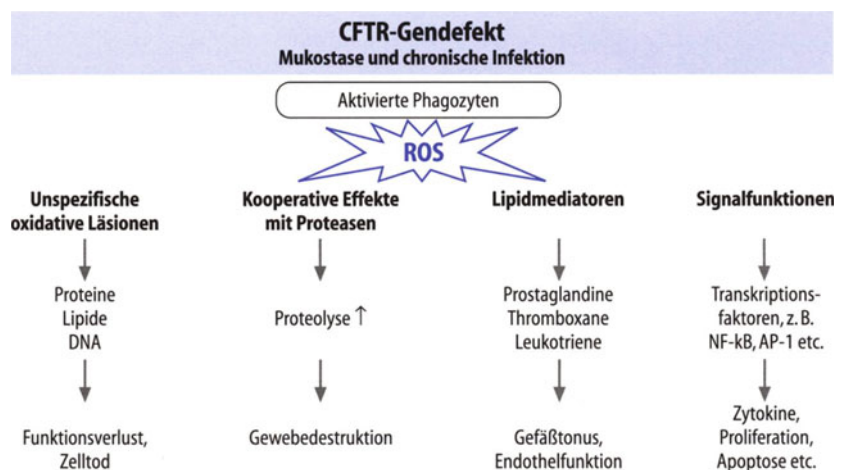 CFTR-Gendefekt
Mukostase und chronische Infektion
Aktivierte Phagozyten
ROS
Unspezifische
oxidative Läsionen
Proteine
Lipide
DNA
Funktionsverlust,
Zelltod
Kooperative Effekte
mit Proteasen
Proteolyse ↑
Gewebedestruktion
Lipidmediatoren
Prostaglandine
Thromboxane
Leukotriene
Gefäßtonus,
Endothelfunktion
Signalfunktionen
Transkriptions-
faktoren, z. B.
NF-kB, AP-1 etc.
Zytokine,
Proliferation,
Apoptose etc.